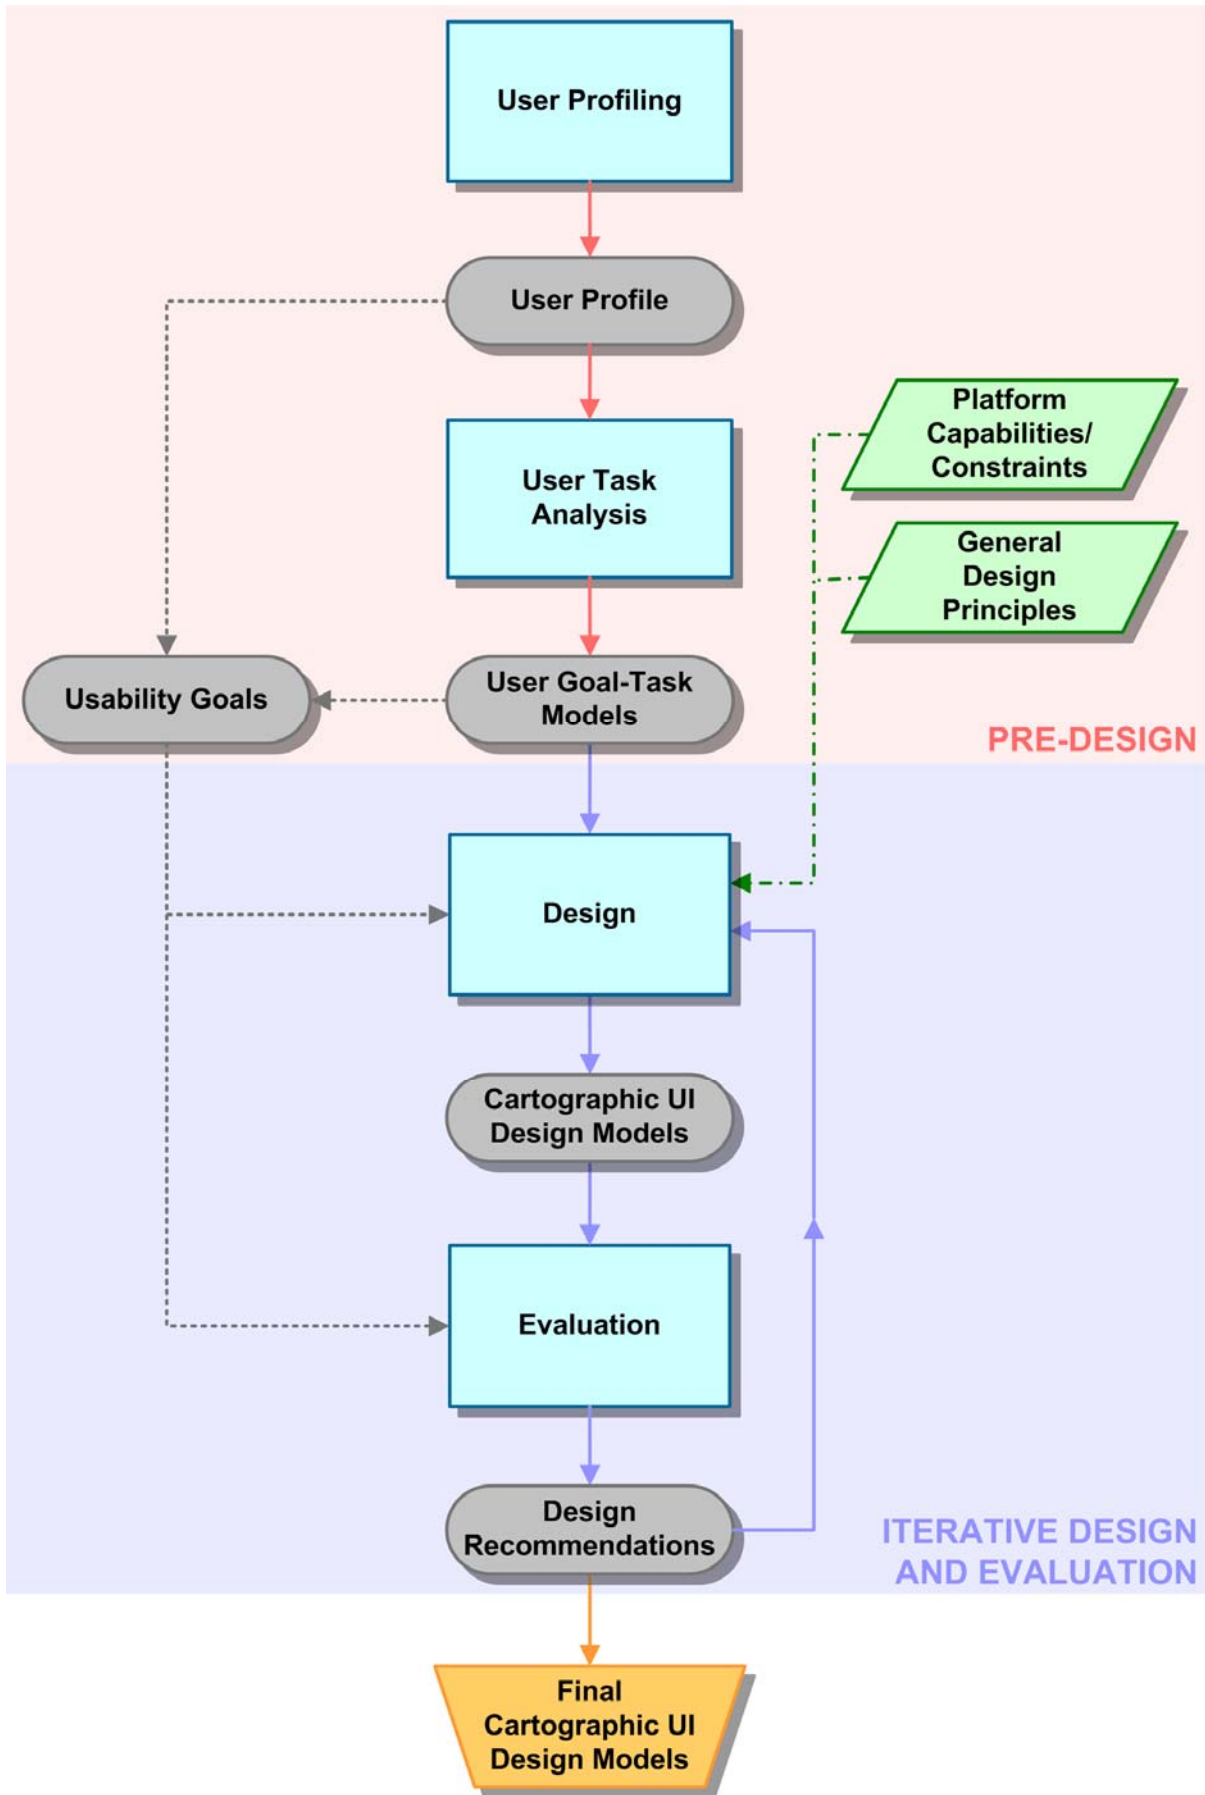 User Profiling
User Profile
Platform
Capabilities/
Constraints
User Task
Analysis
General
Design
Principles
Usability Goals
User Goal-Task
Models
PRE-DESIGN
Design
Cartographic UI
Design Models
Evaluation
Design
Recommendations
ITERATIVE DESIGN
AND EVALUATION
Final
Cartographic UI
Design Models